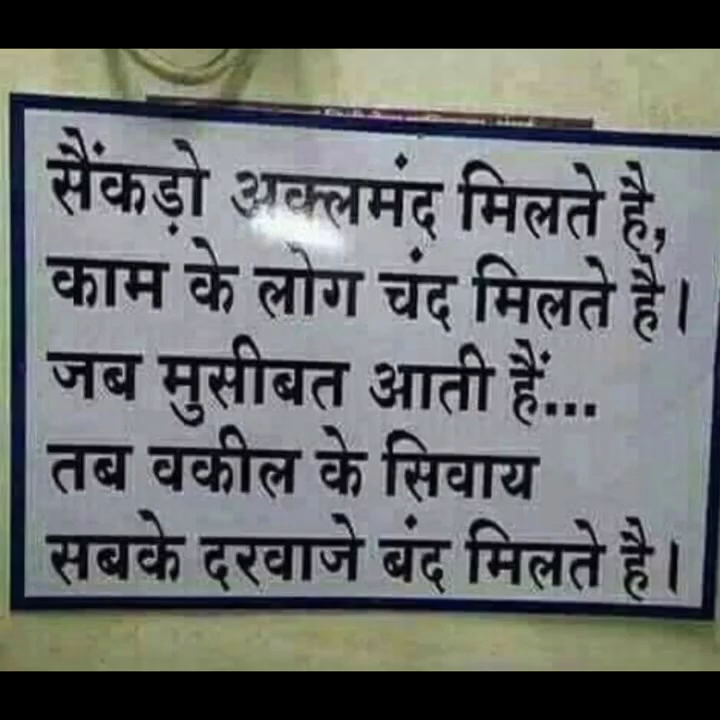 सैंकड़ो अक्लमंद मिलते है,
काम के लोग चंद मिलते है।
जब मुसीबत आती हैं...
तब वकील के सिवाय
सबके दरवाजे बंद मिलते है।